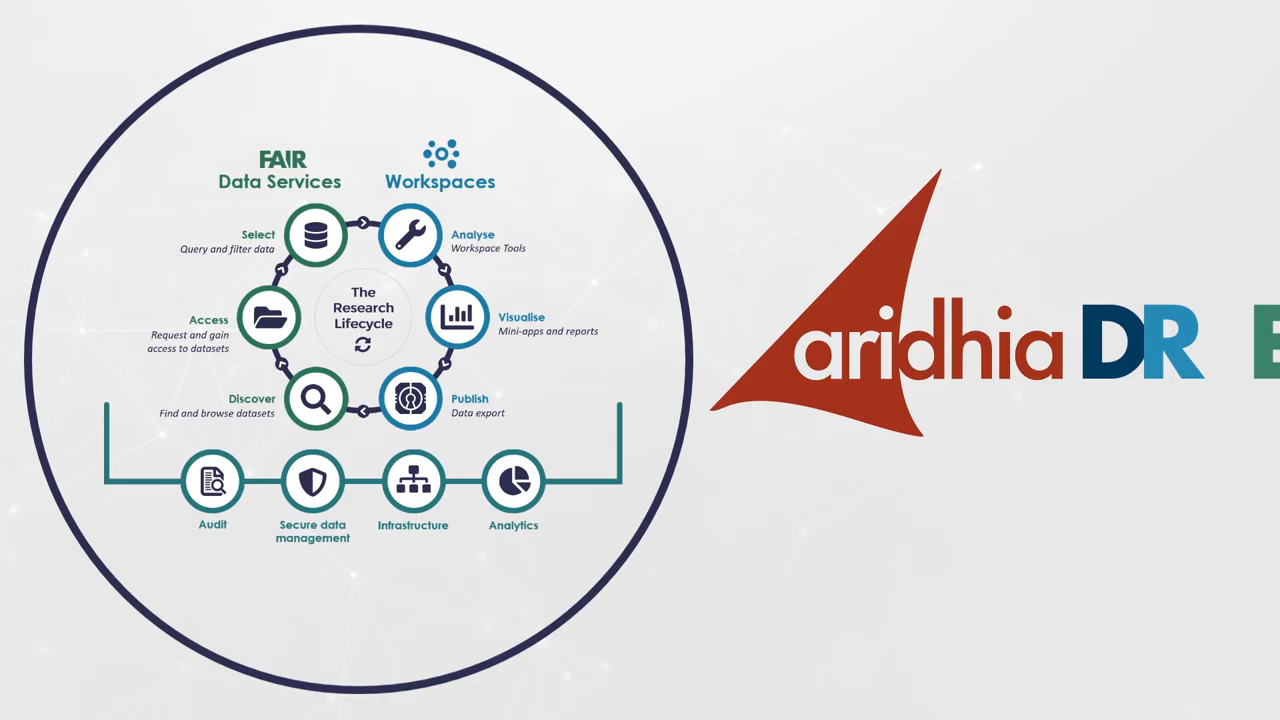 FAIR
Data Services
Workspaces
Select
Query and filter data
Analyse
Workspace Tools
The
Research
Lifecycle
Access
Request and gain
access to datasets
Visualise
Mini-apps and reports
Discover
Find and browse datasets
Publish
Data export
Audit
Secure data
management
Infrastructure
Analytics
aridhia DR E